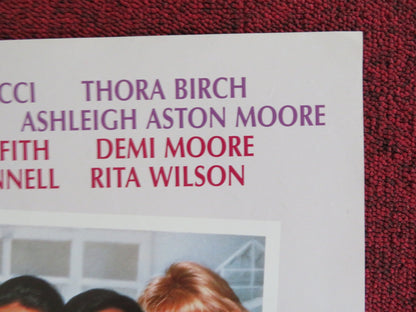 CCI THORA BIRCH
ASHLEIGH ASTON MOORE
FITH DEMI MOORE
NNELL RITA WILSON